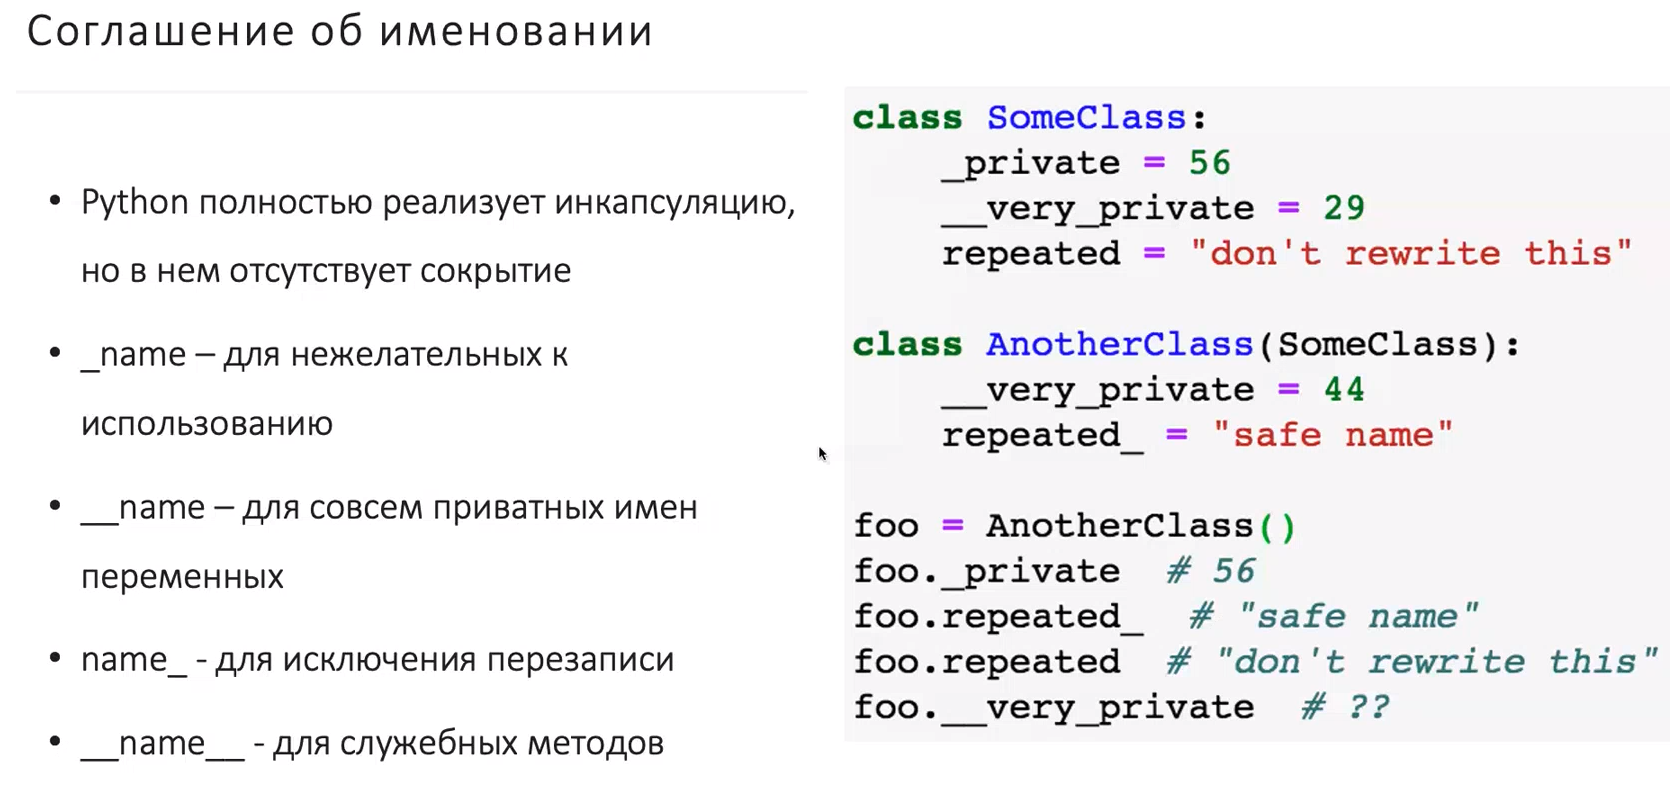 Соглашение об именовании
• Python полностью реализует инкапсуляцию,
но в нем отсутствует сокрытие
• _name – для нежелательных к
использованию
• __name – для совсем приватных имен
переменных
• name_ - для исключения перезаписи
• __name__ - для служебных методов
class SomeClass:
    _private = 56
    __very_private = 29
    repeated = "don't rewrite this"
class AnotherClass(SomeClass):
    __very_private = 44
    repeated_ = "safe name"
foo = AnotherClass()
foo._private  # 56
foo.repeated_  # "safe name"
foo.repeated  # "don't rewrite this"
foo.__very_private  # ??